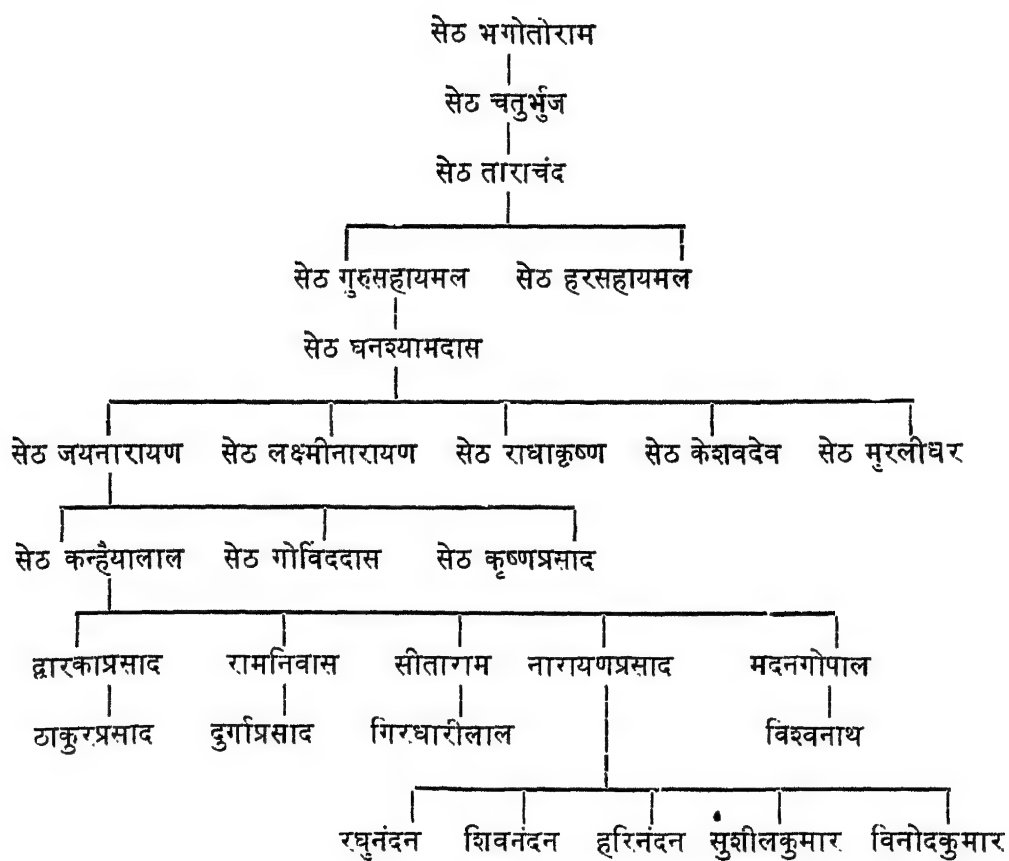 सेठ भगोतोराम
सेठ चतुर्भुज
सेठ ताराचंद
सेठ गुरुसहायमल सेठ हरसहायमल
सेठ घनश्यामदास
सेठ जयनारायण सेठ लक्ष्मीनारायण सेठ राधाकृष्ण सेठ केशवदेव सेठ मुरलीधर
सेठ कन्हैयालाल सेठ गोविंददास सेठ कृष्णप्रसाद
द्वारकाप्रसाद रामनिवास सीताराम नारायणप्रसाद मदनगोपाल
ठाकुरप्रसाद दुर्गाप्रसाद गिरधारीलाल विश्वनाथ
रघुनंदन शिवनंदन हरिनंदन सुशीलकुमार विनोदकुमार